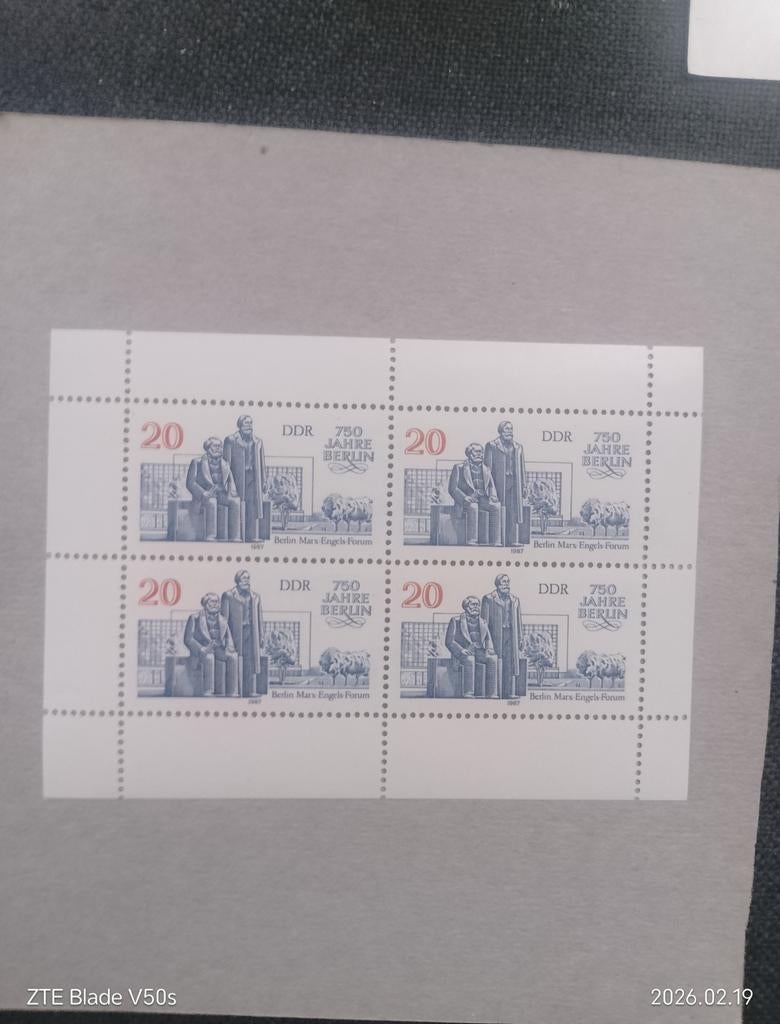 20 DDR 750
JAHRE
BERLIN
1987 Berlin Marx-Engels-Forum
20 DDR 750
JAHRE
BERLIN
1987 Berlin Marx-Engels-Forum
20 DDR 750
JAHRE
BERLIN
1987 Berlin Marx-Engels-Forum
20 DDR 750
JAHRE
BERLIN
1987 Berlin Marx-Engels-Forum
ZTE Blade V50s
2026.02.19